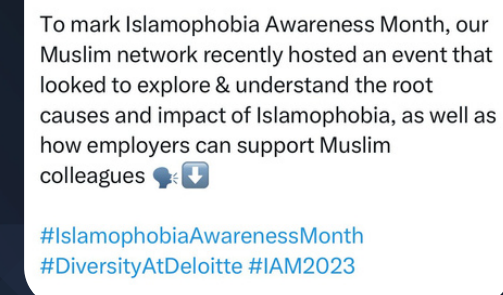 To mark Islamophobia Awareness Month, our
Muslim network recently hosted an event that
looked to explore & understand the root
causes and impact of Islamophobia, as well as
how employers can support Muslim
colleagues 🗣️⬇️
#IslamophobiaAwarenessMonth
#DiversityAtDeloitte #IAM2023